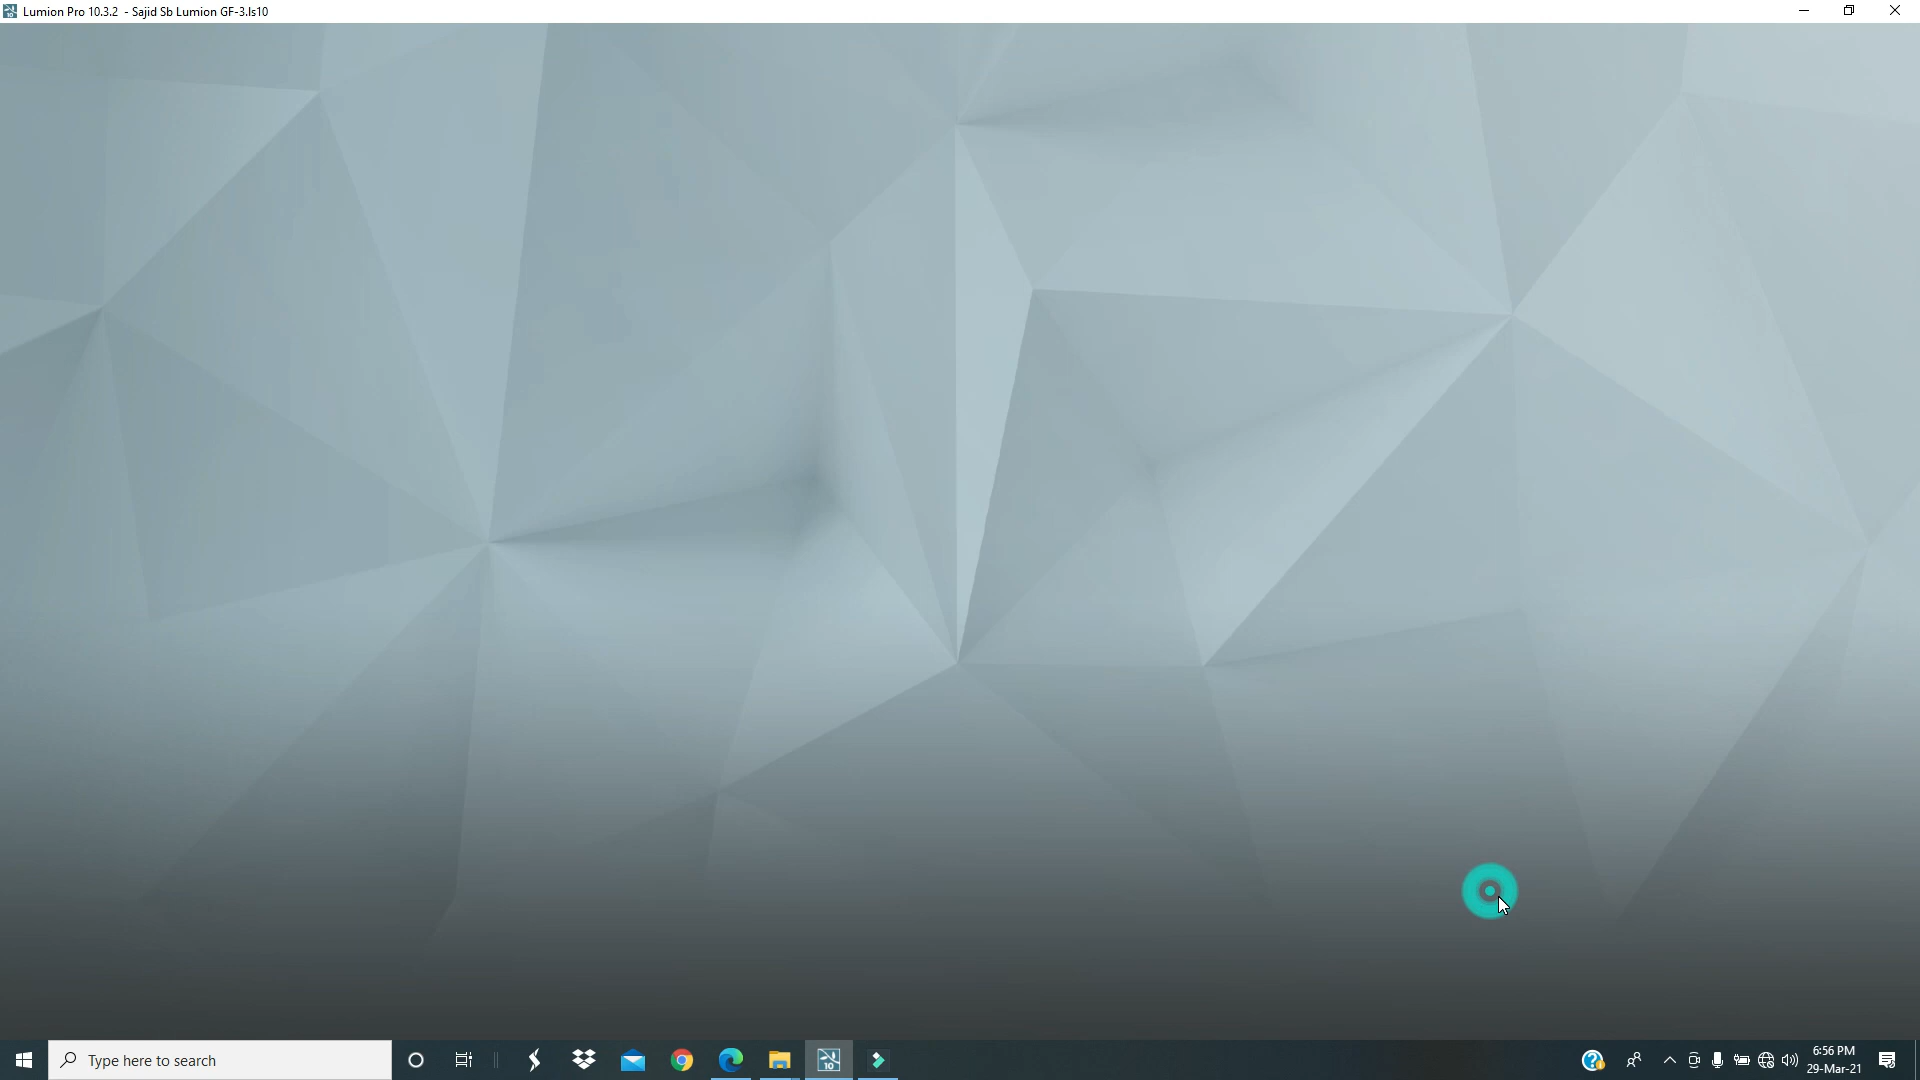 Lumion Pro 10.3.2 - Sajid Sb Lumion GF-3.ls10
Type here to search
10
6:56 PM
29-Mar-21